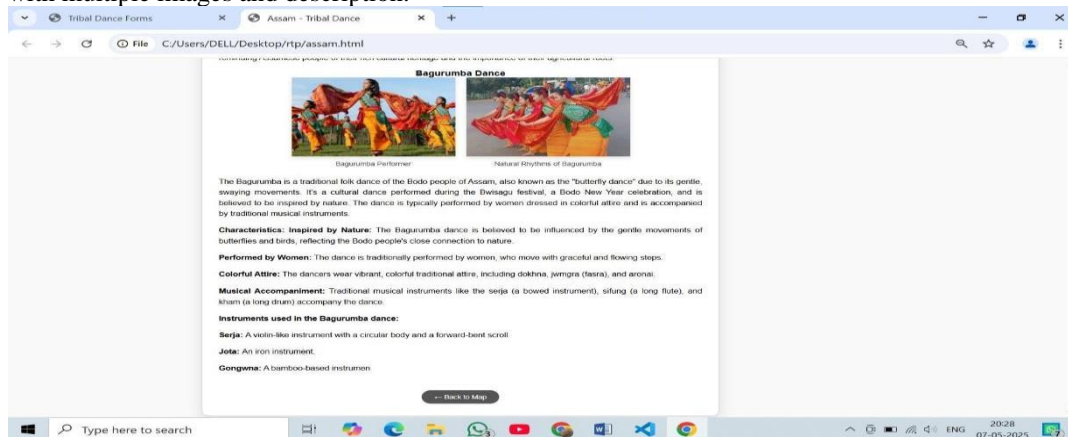 with multiple images and description.
Tribal Dance Forms
Assam - Tribal Dance
File
C:/Users/DELL/Desktop/rtp/assam.html
Bagurumba Dance
Bagurumba Performer
Natural Rhythms of Bagurumba
The Bagurumba is a traditional folk dance of the Bodo people of Assam, also known as the "butterfly dance" due to its gentle,
swaying movements. It's a cultural dance performed during the Bwisagu festival, a Bodo New Year celebration, and is
believed to be inspired by nature. The dance is typically performed by women dressed in colorful attire and is accompanied
by traditional musical instruments.
Characteristics: Inspired by Nature: The Bagurumba dance is believed to be influenced by the gentle movements of
butterflies and birds, reflecting the Bodo people's close connection to nature.
Performed by Women: The dance is traditionally performed by women, who move with graceful and flowing steps.
Colorful Attire: The dancers wear vibrant, colorful traditional attire, including dokhna, jwmgra (fasra), and aronai.
Musical Accompaniment: Traditional musical instruments like the serja (a bowed instrument), sifung (a long flute), and
kham (a long drum) accompany the dance.
Instruments used in the Bagurumba dance:
Serja: A violin-like instrument with a circular body and a forward-bent scroll.
Jota: An iron instrument.
Gongwna: A bamboo-based instrumen
← Back to Map
Type here to search
ENG
20:28
07-05-2025